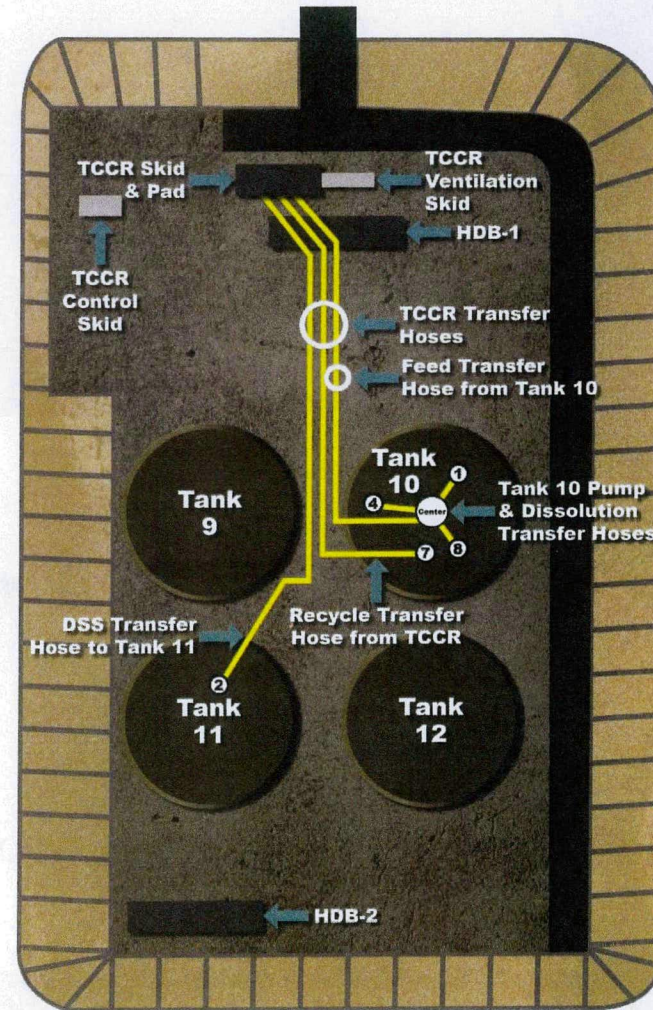 TCCR Skid
& Pad
TCCR
Ventilation
Skid
HDB-1
TCCR
Control
Skid
TCCR Transfer
Hoses
Feed Transfer
Hose from Tank 10
Tank
9
Tank
10
1
4
Center
7
8
Tank 10 Pump
& Dissolution
Transfer Hoses
Recycle Transfer
Hose from TCCR
DSS Transfer
Hose to Tank 11
2
Tank
11
Tank
12
HDB-2